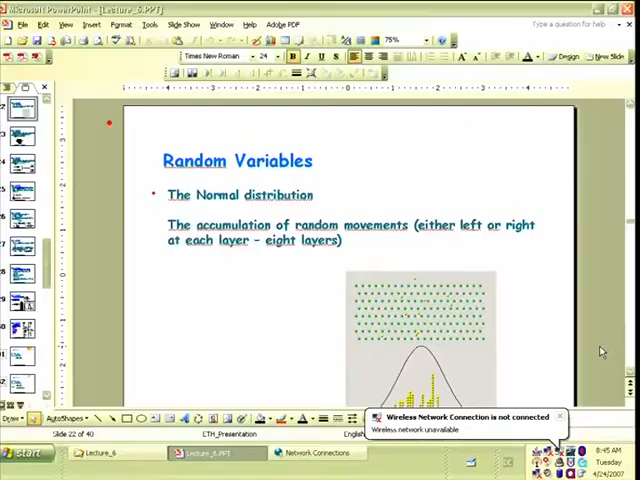 Microsoft PowerPoint - [Lecture_6.PPT]
File Edit View Insert Format Tools Slide Show Window Help Adobe PDF
Type a question for help
75%
Times New Roman 24 B I U S A A Design New Slide
Random Variables
• The Normal distribution
The accumulation of random movements (either left or right
at each layer – eight layers)
Wireless Network Connection is not connected
Wireless network unavailable
Draw AutoShapes
Slide 22 of 40 ETH_Presentation English
start Lecture_6 Lecture_6.PPT Network Connections
8:45 AM
Tuesday
4/24/2007